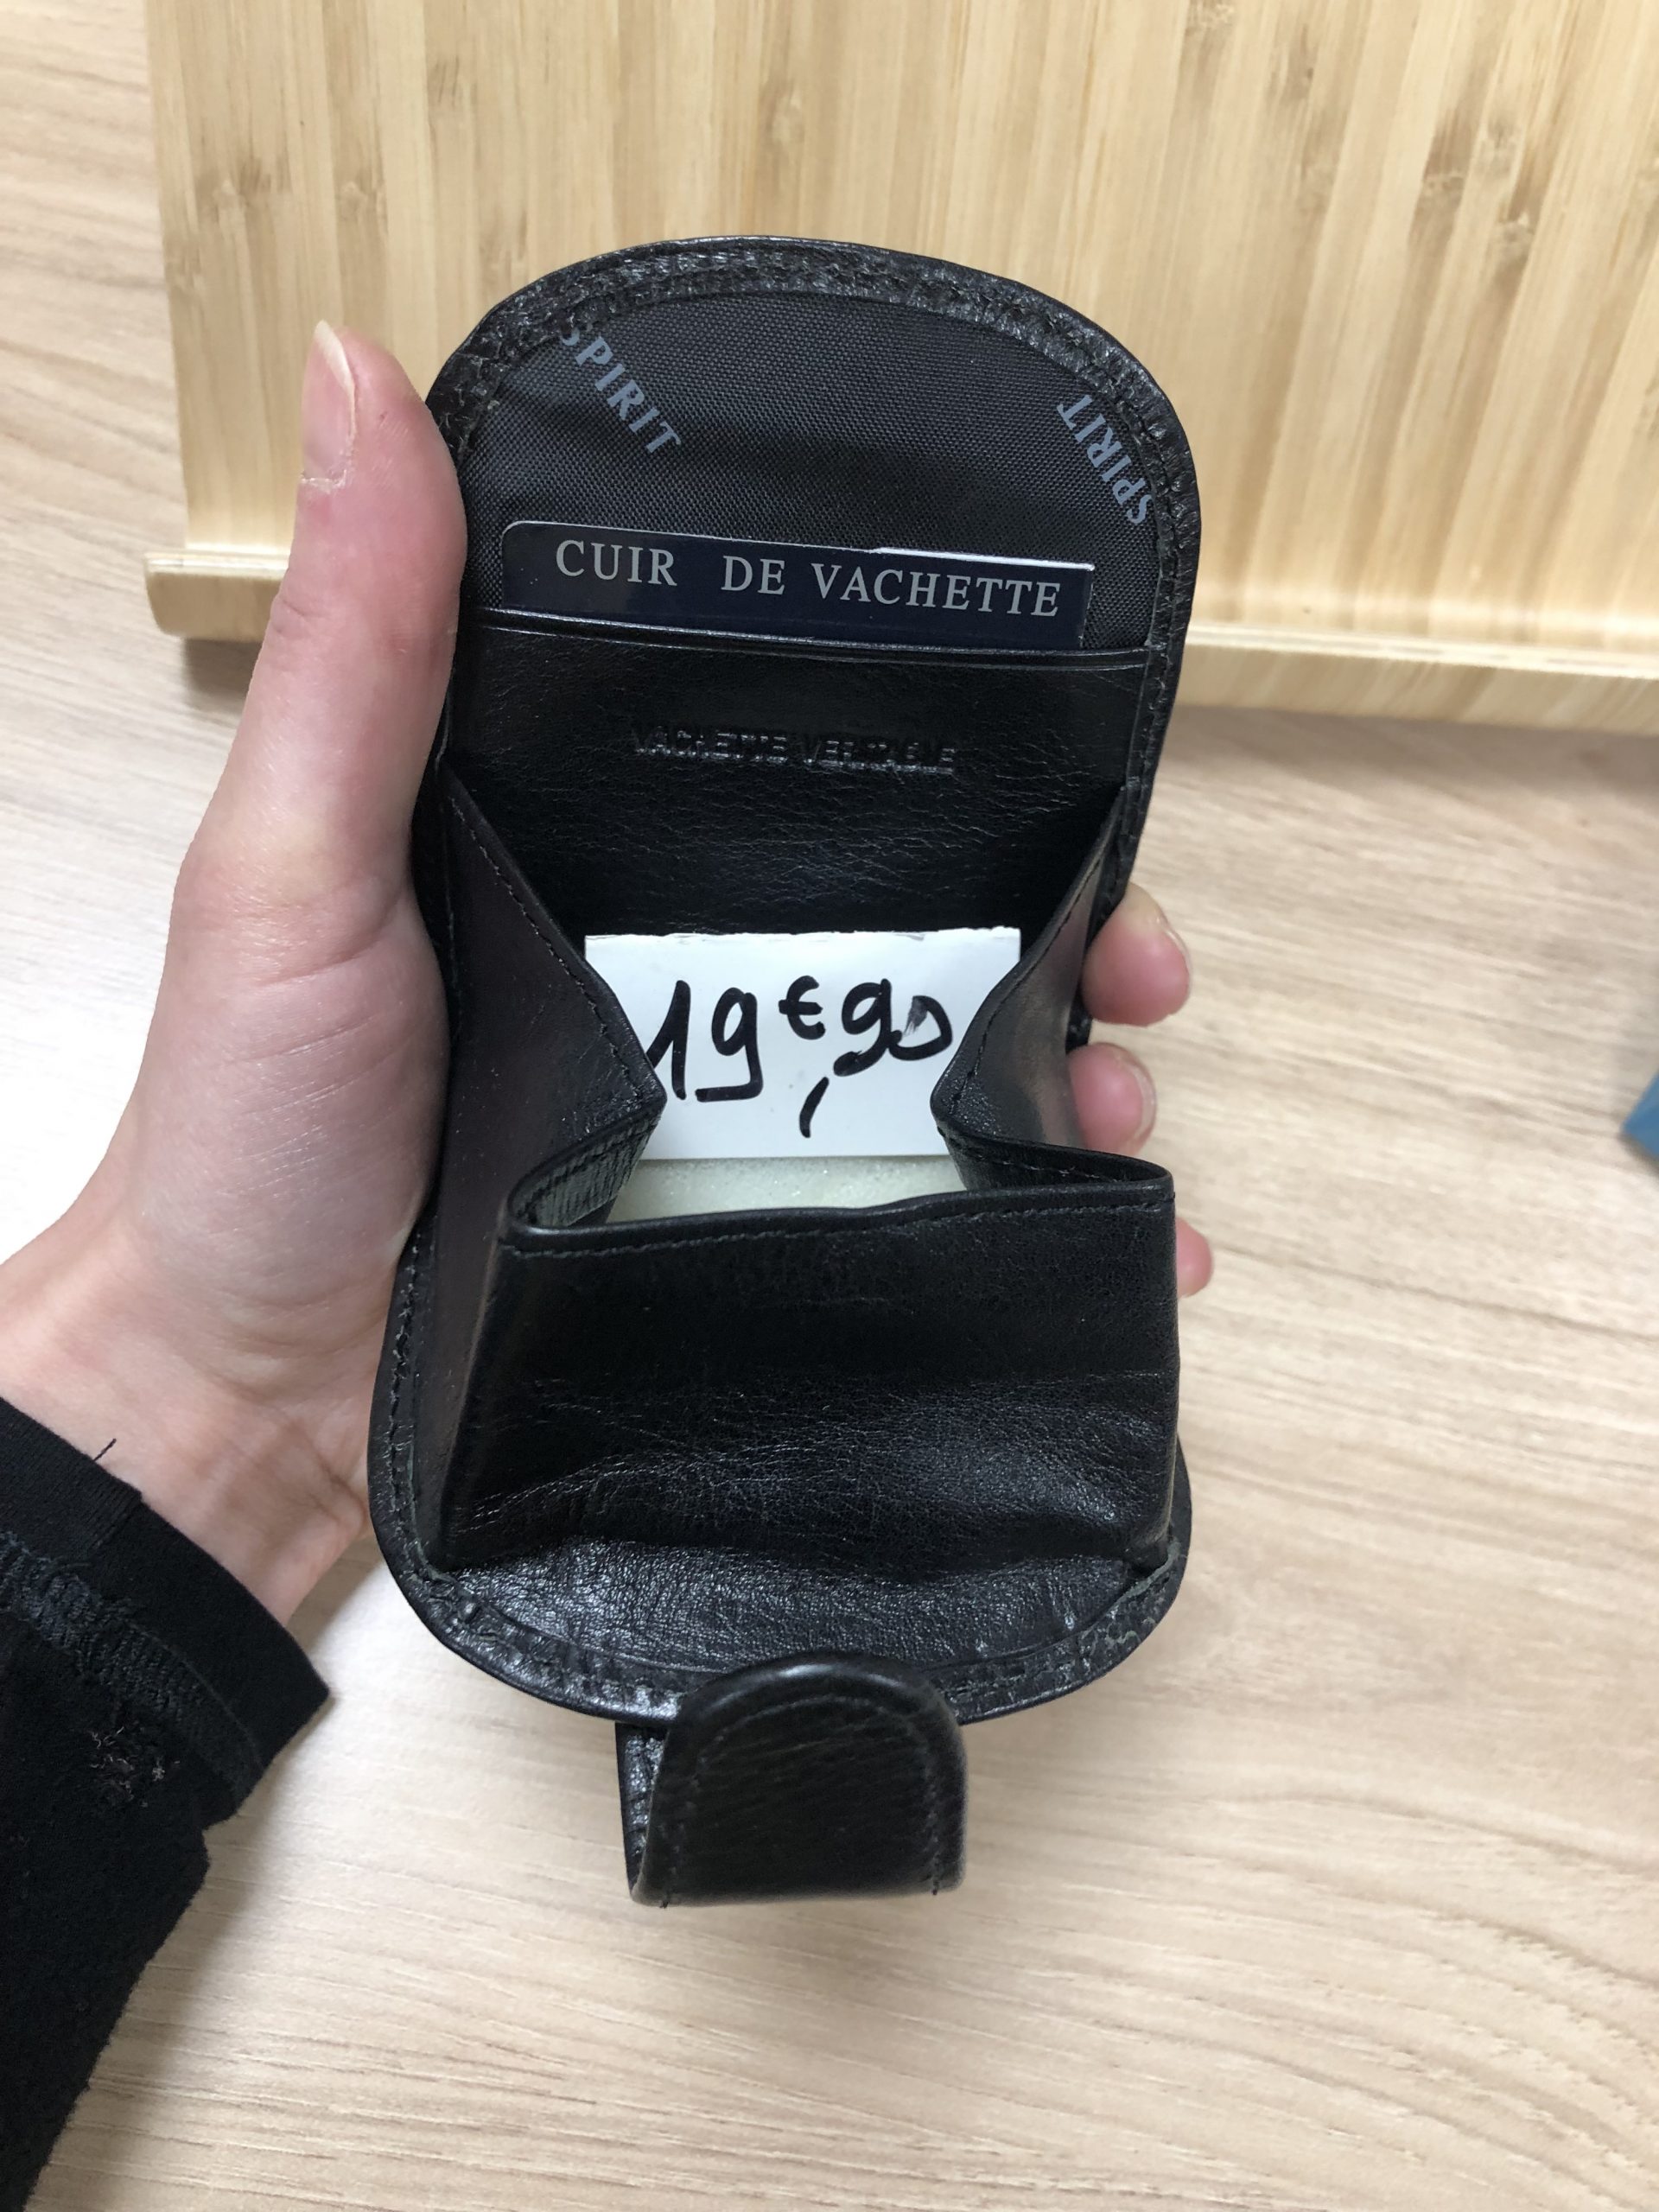 SPIRIT
SPIRIT
CUIR DE VACHETTE
VACHETTE VERITABLE
19€,90